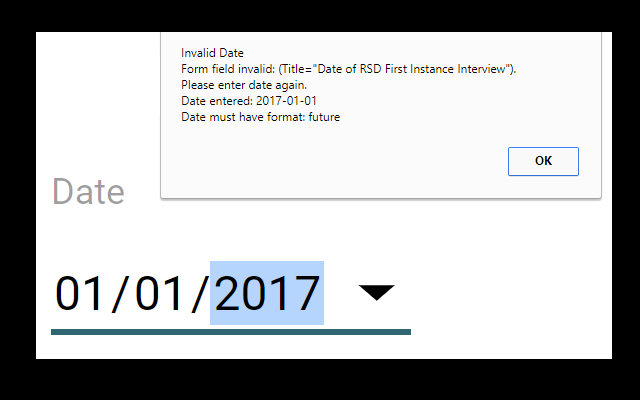 Invalid Date
Form field invalid: (Title="Date of RSD First Instance Interview").
Please enter date again.
Date entered: 2017-01-01
Date must have format: future
OK
Date
01/01/2017